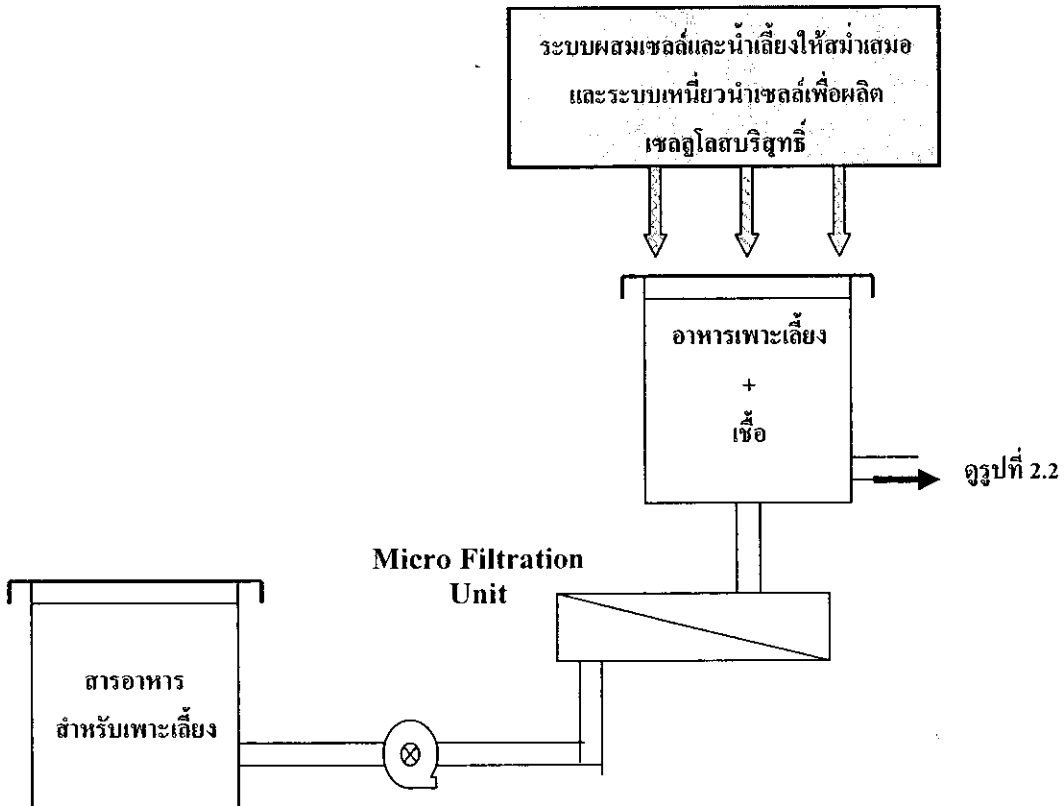 ระบบผสมเซลล์และน้ำเลี้ยงให้สม่ำเสมอ
และระบบเหนี่ยวนำเซลล์เพื่อผลิต
เซลลูโลสบริสุทธิ์
อาหารเพาะเลี้ยง
+
เชื้อ
ดูรูปที่ 2.2
Micro Filtration
Unit
สารอาหาร
สำหรับเพาะเลี้ยง